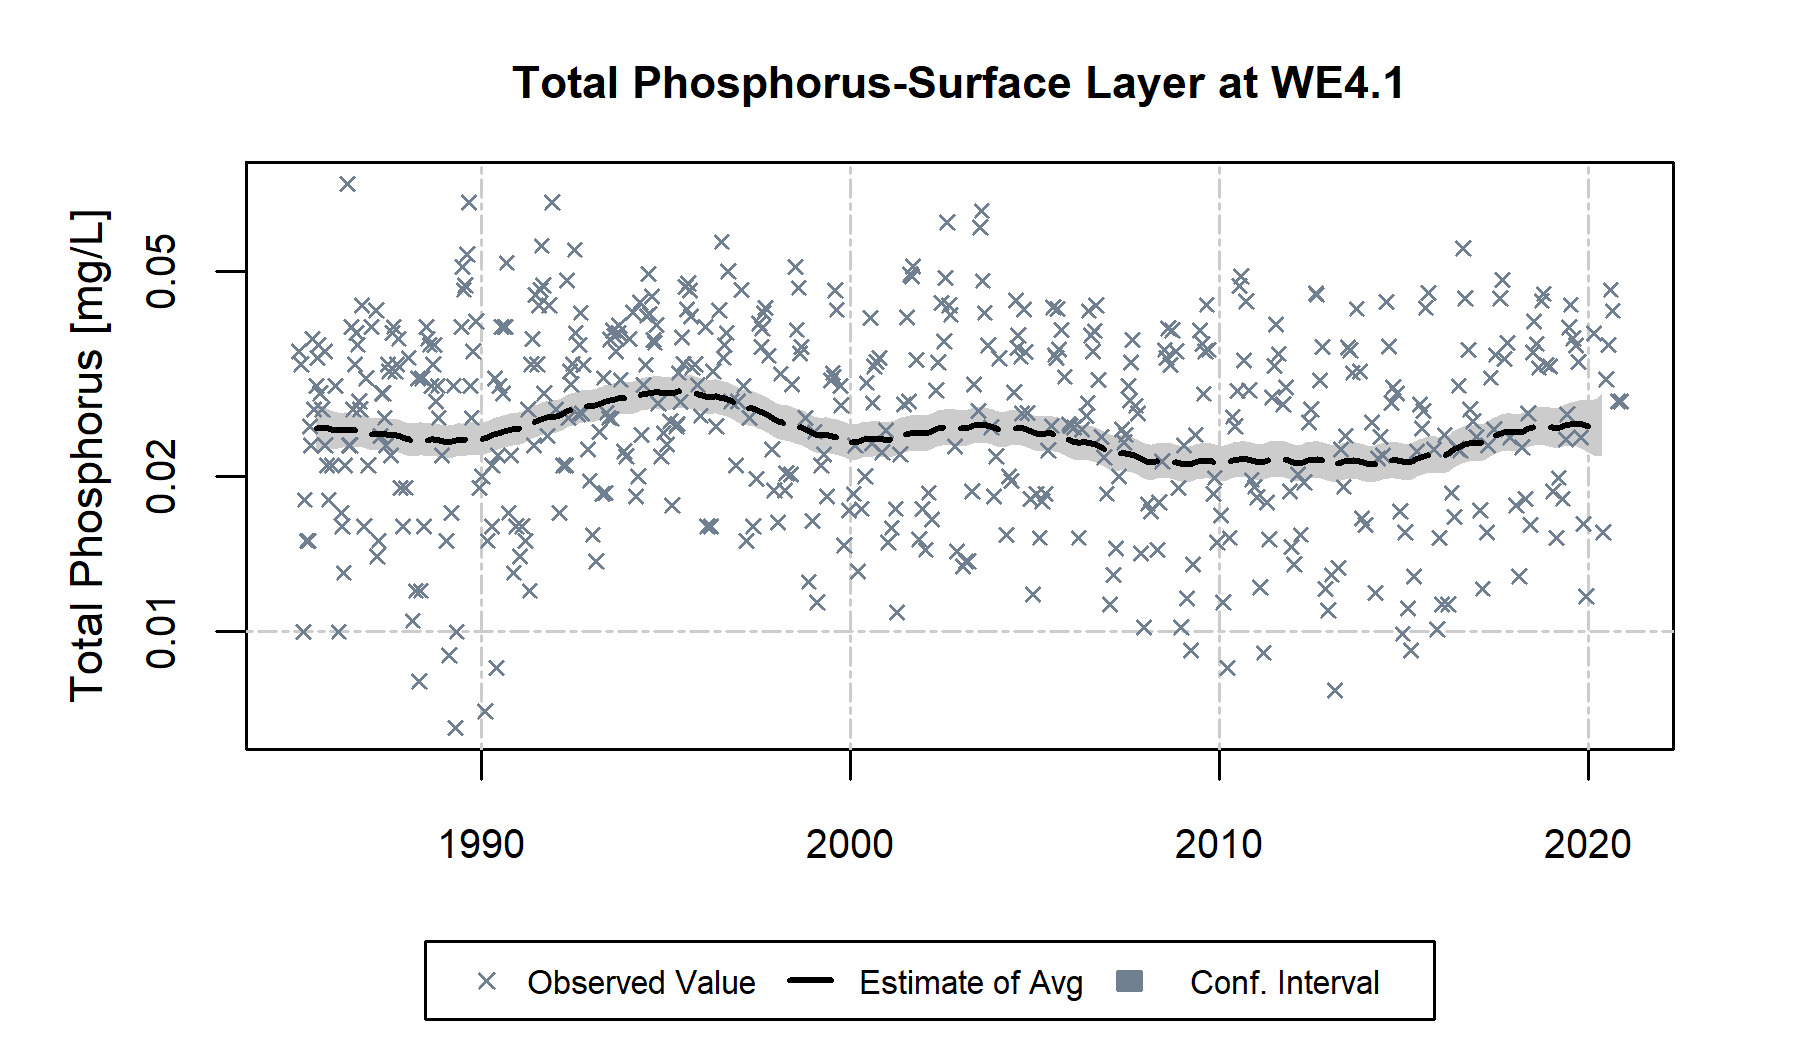 Total Phosphorus-Surface Layer at WE4.1
Total Phosphorus [mg/L]
0.05
0.02
0.01
1990 2000 2010 2020
Observed Value Estimate of Avg Conf. Interval